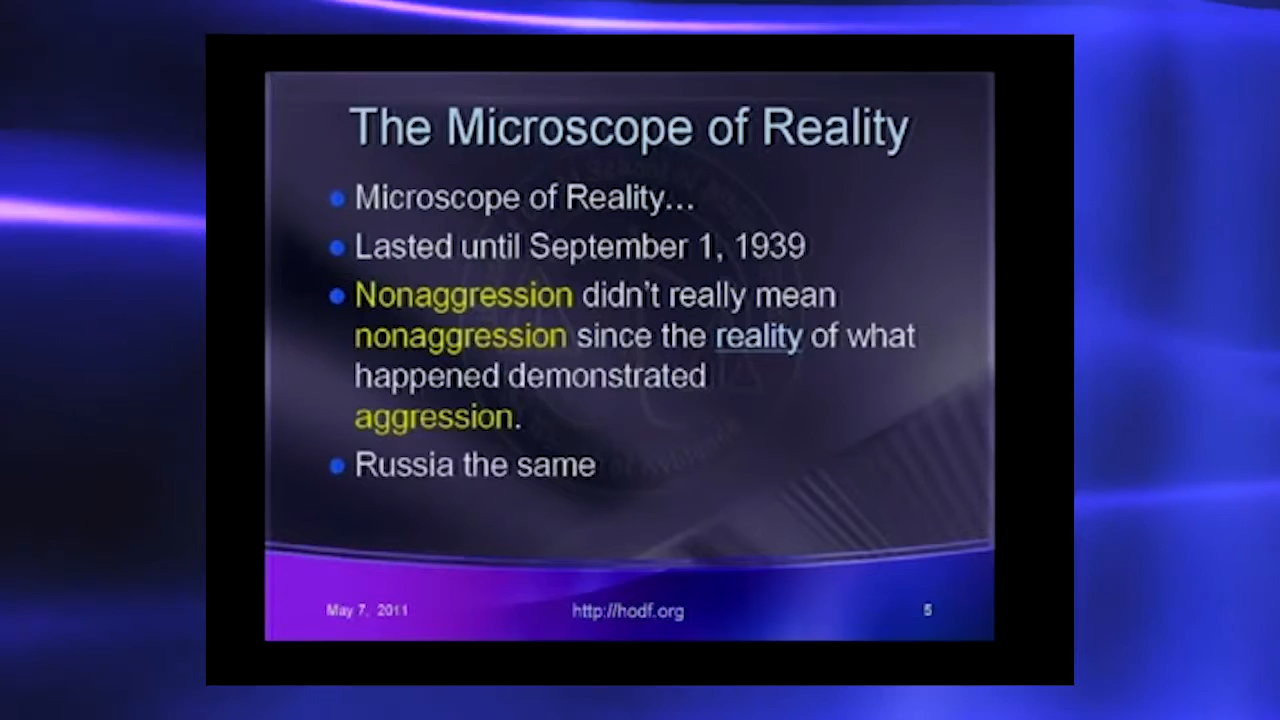 The Microscope of Reality
Microscope of Reality…
Lasted until September 1, 1939
Nonaggression didn't really mean
nonaggression since the reality of what
happened demonstrated
aggression.
Russia the same
May 7, 2011
http://hodf.org
5